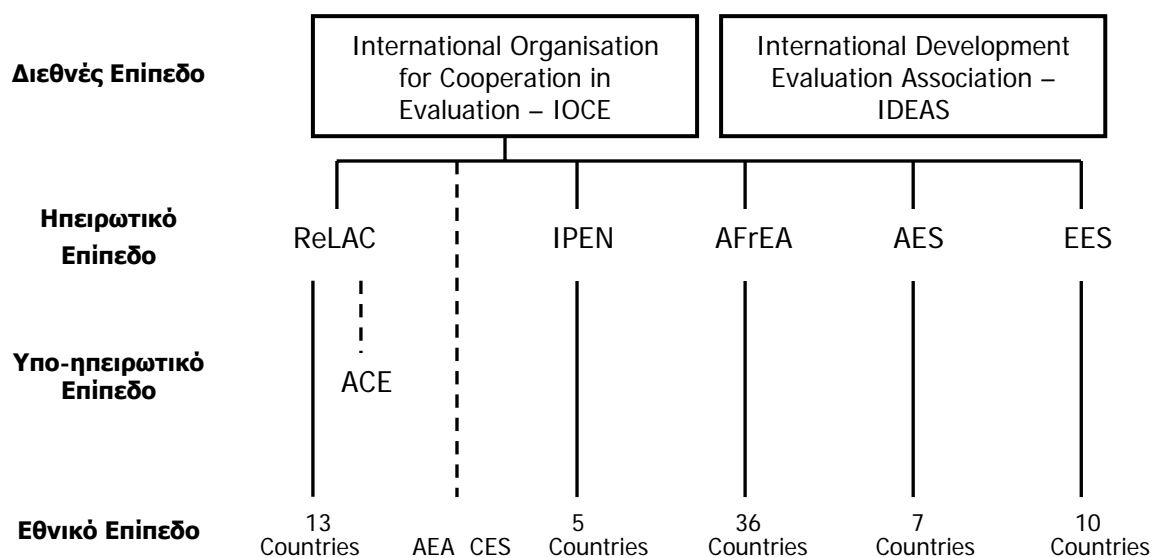 Διεθνές Επίπεδο
International Organisation
for Cooperation in
Evaluation – IOCE
International Development
Evaluation Association –
IDEAS
Ηπειρωτικό
Επίπεδο
ReLAC
IPEN
AFrEA
AES
EES
Υπο-ηπειρωτικό
Επίπεδο
ACE
Εθνικό Επίπεδο
13
Countries
AEA CES
5
Countries
36
Countries
7
Countries
10
Countries